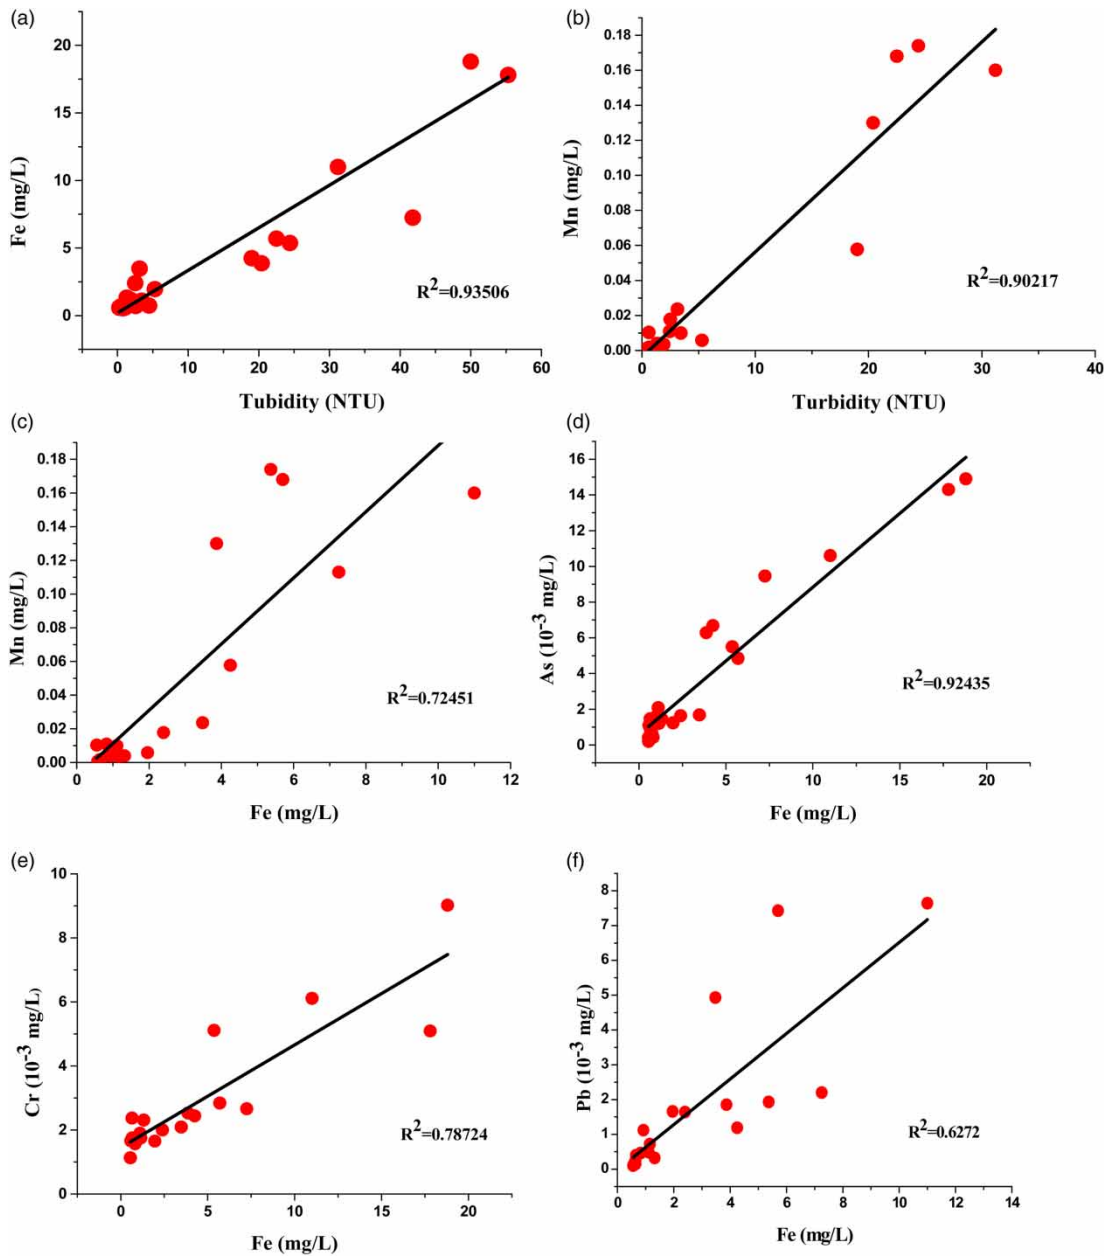 (a)
20
15
10
5
0
Fe (mg/L)
R²=0.93506
0 10 20 30 40 50 60
Tubidity (NTU)
(b)
0.18
0.16
0.14
0.12
0.10
0.08
0.06
0.04
0.02
0.00
Mn (mg/L)
R²=0.90217
0 10 20 30 40
Turbidity (NTU)
(c)
0.18
0.16
0.14
0.12
0.10
0.08
0.06
0.04
0.02
0.00
Mn (mg/L)
R²=0.72451
0 2 4 6 8 10 12
Fe (mg/L)
(d)
16
14
12
10
8
6
4
2
0
As (10⁻³ mg/L)
R²=0.92435
0 5 10 15 20
Fe (mg/L)
(e)
10
8
6
4
2
0
Cr (10⁻³ mg/L)
R²=0.78724
0 5 10 15 20
Fe (mg/L)
(f)
8
7
6
5
4
3
2
1
0
Pb (10⁻³ mg/L)
R²=0.6272
0 2 4 6 8 10 12 14
Fe (mg/L)